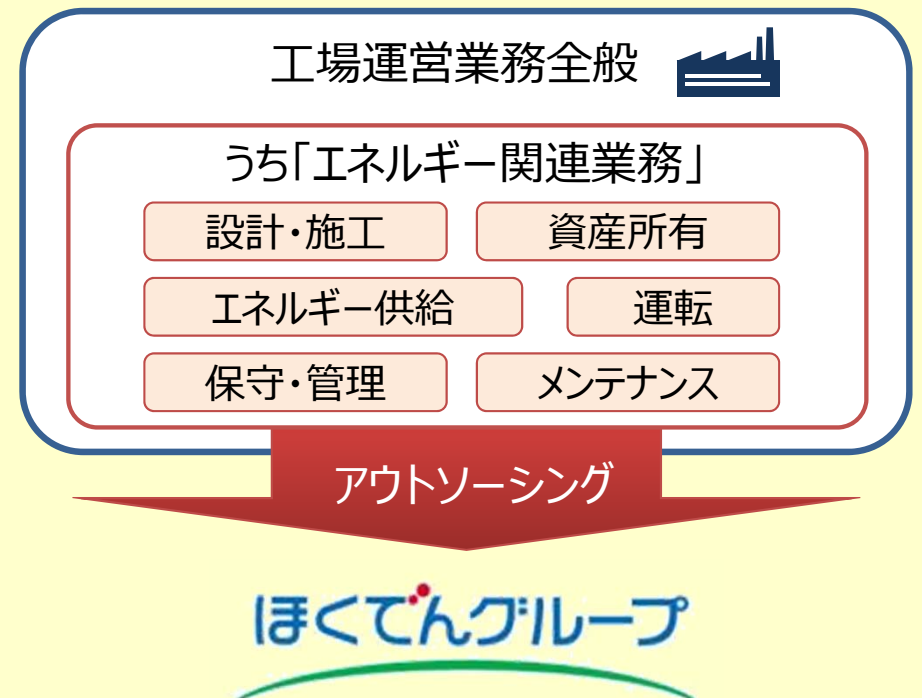 工場運営業務全般
うち「エネルギー関連業務」
設計・施工 資産所有
エネルギー供給 運転
保守・管理 メンテナンス
アウトソーシング
ほくでんグループ